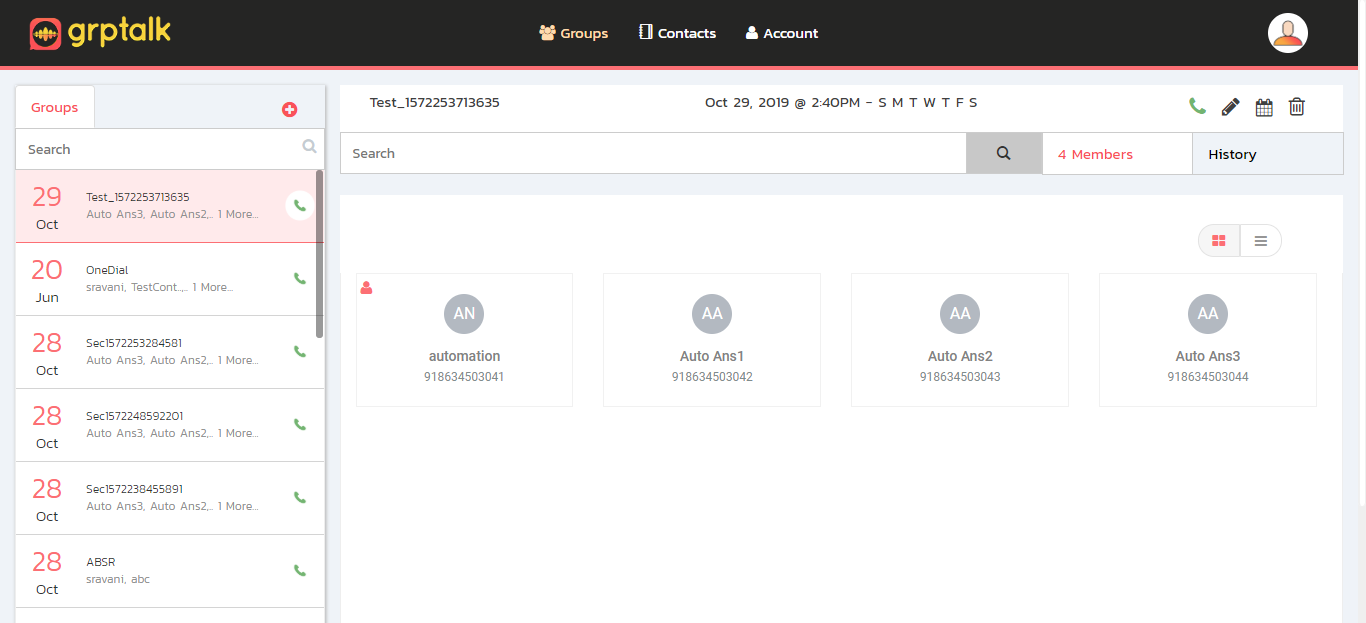 grptalk
Groups
Contacts
Account
Groups
Search
29
Oct
Test_1572253713635
Auto Ans3, Auto Ans2,.. 1 More...
20
Jun
OneDial
sravani, TestCont..,.. 1 More...
28
Oct
Sec1572253284581
Auto Ans3, Auto Ans2,.. 1 More...
28
Oct
Sec1572248592201
Auto Ans3, Auto Ans2,.. 1 More...
28
Oct
Sec1572238455891
Auto Ans3, Auto Ans2,.. 1 More...
28
Oct
ABSR
sravani, abc
Test_1572253713635
Oct 29, 2019 @ 2:40PM - S M T W T F S
Search
4 Members
History
AN
automation
918634503041
AA
Auto Ans1
918634503042
AA
Auto Ans2
918634503043
AA
Auto Ans3
918634503044